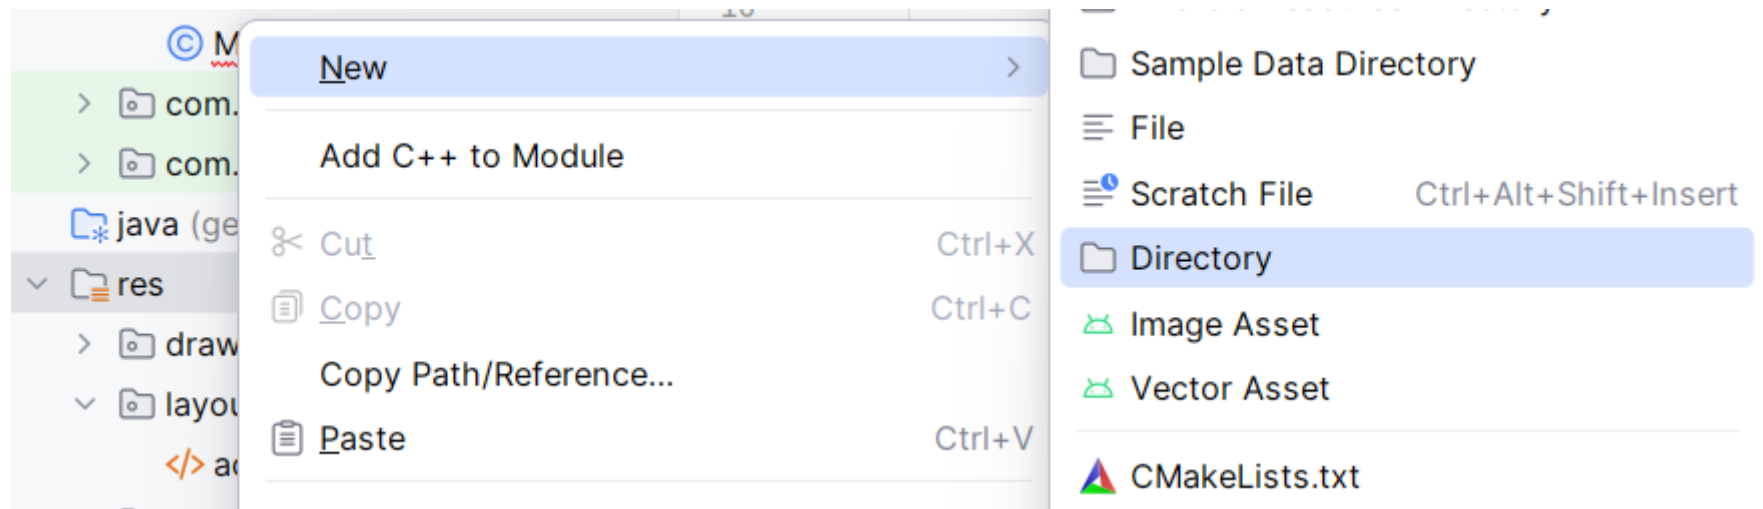 M
com.
com.
java (ge
res
draw
layou
New
Add C++ to Module
Cut Ctrl+X
Copy Ctrl+C
Copy Path/Reference...
Paste Ctrl+V
Sample Data Directory
File
Scratch File Ctrl+Alt+Shift+Insert
Directory
Image Asset
Vector Asset
CMakeLists.txt